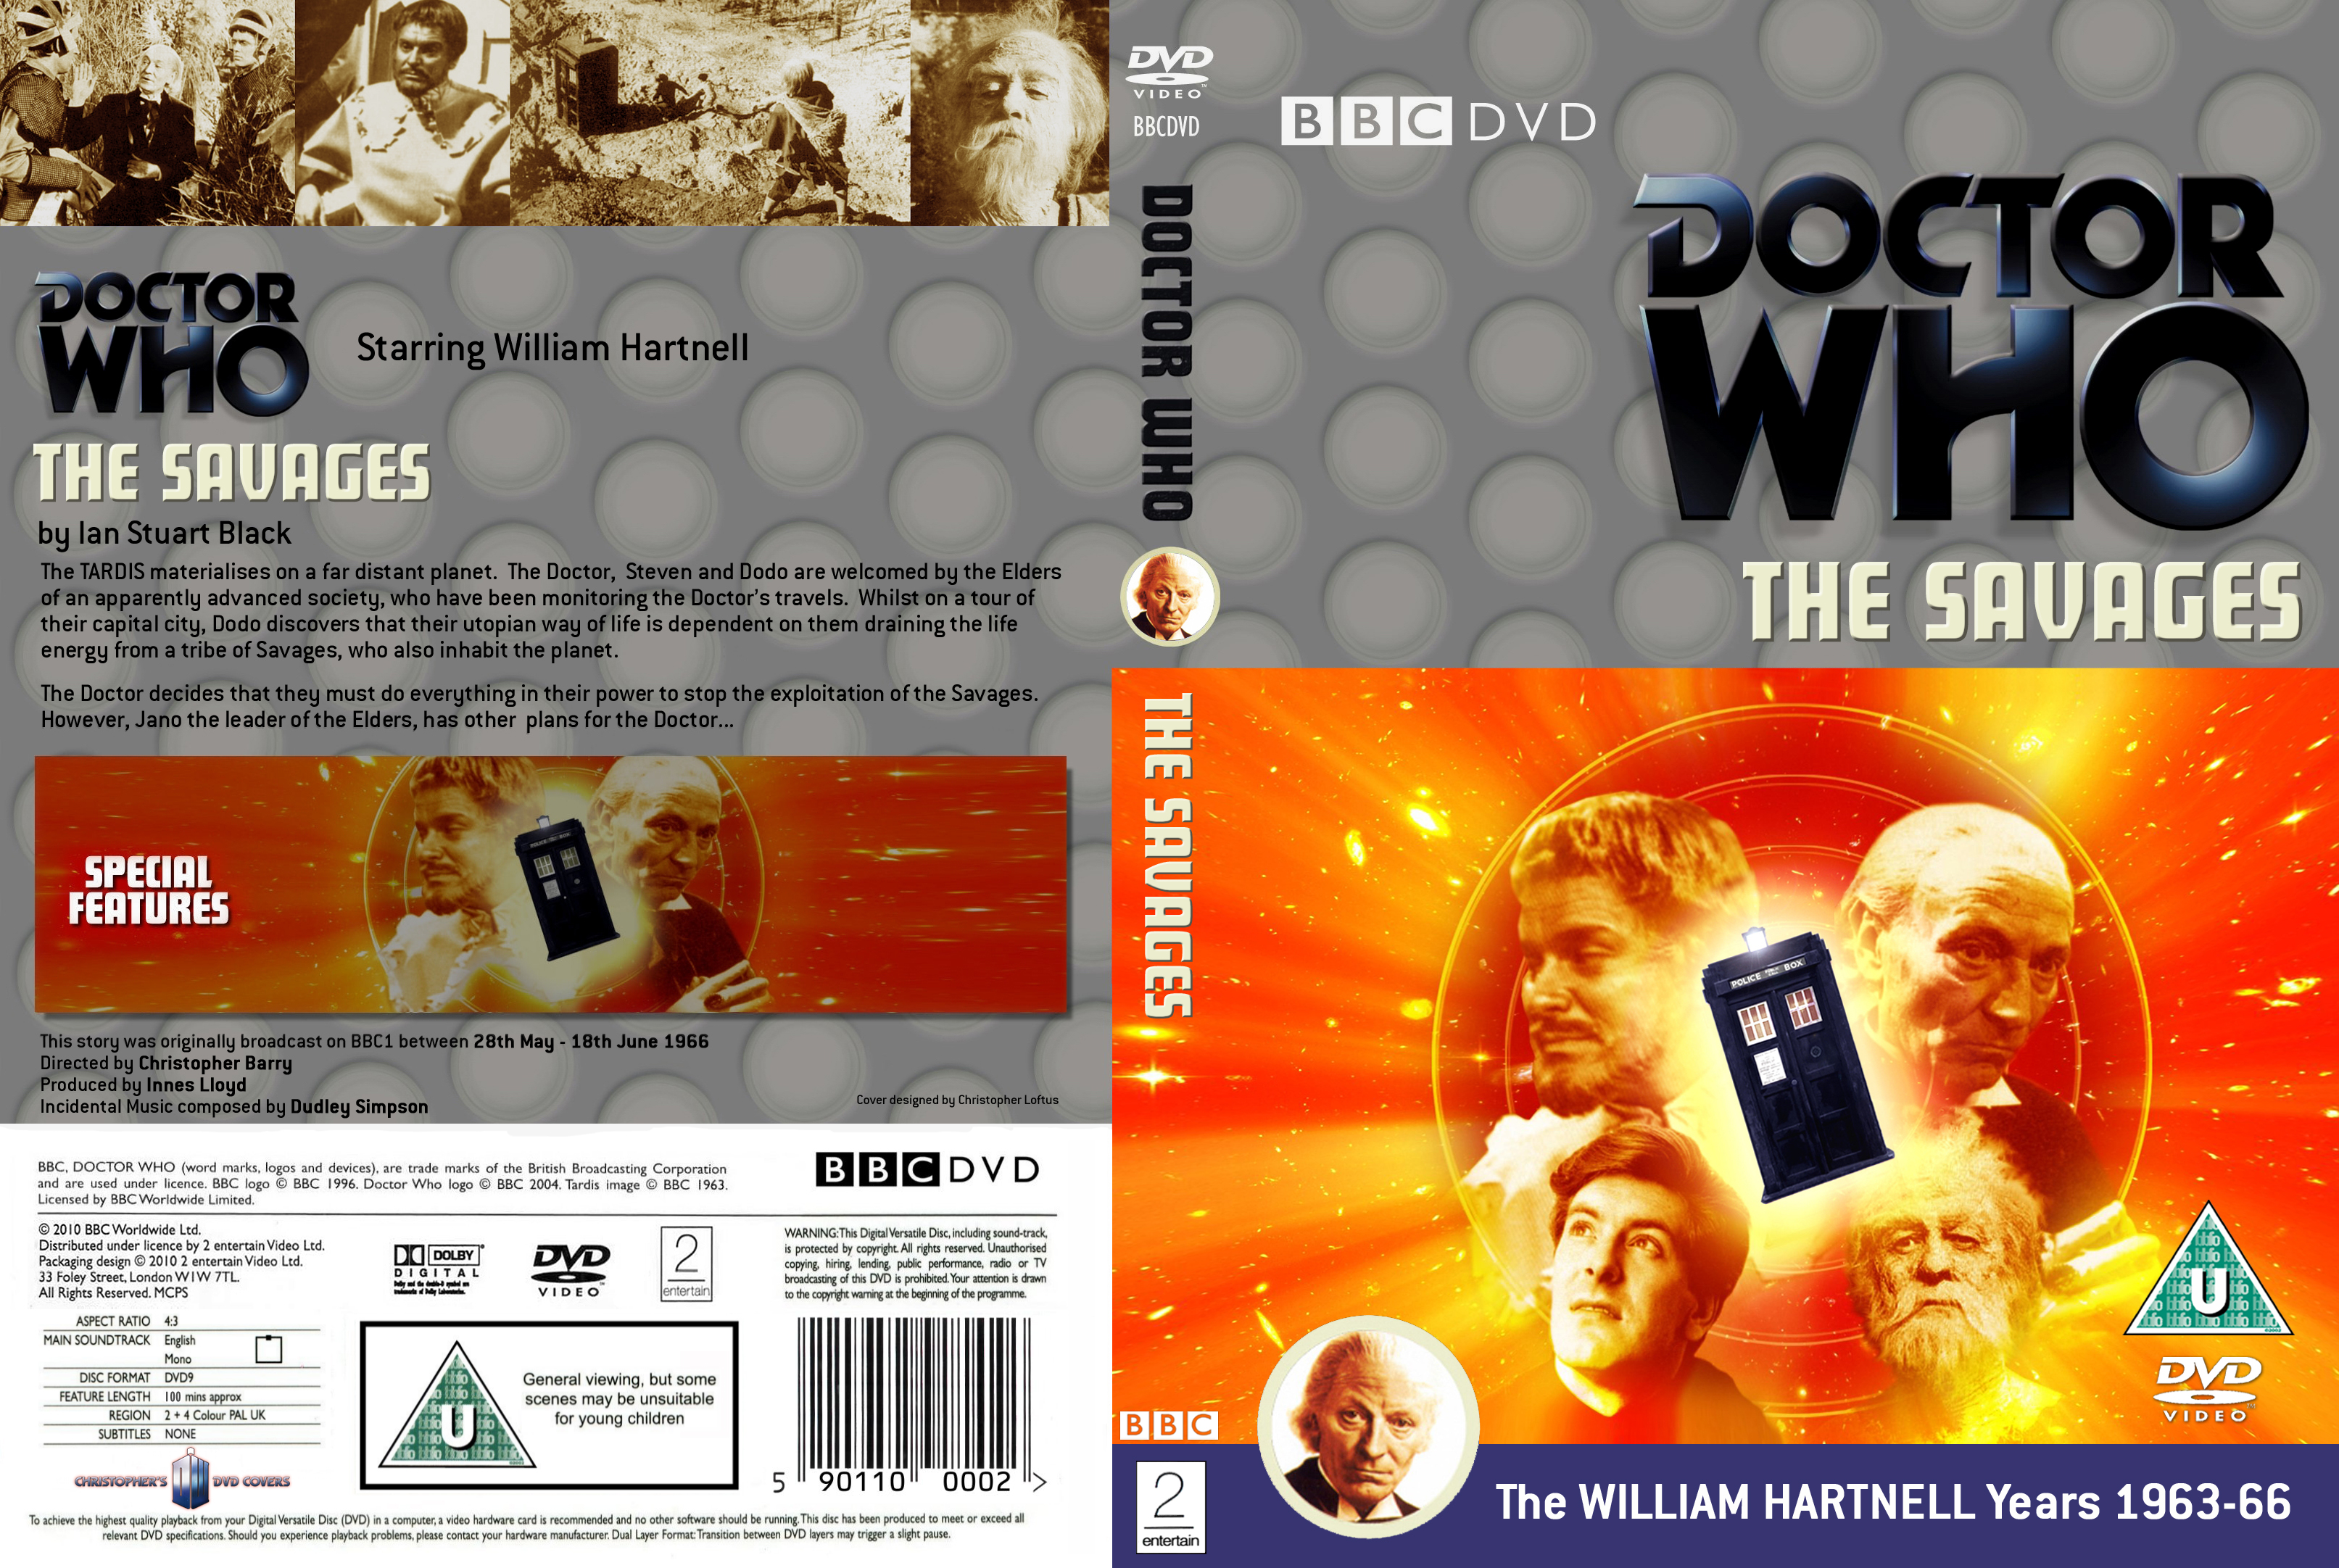 DOCTOR
WHO
Starring William Hartnell
THE SAVAGES
by Ian Stuart Black
The TARDIS materialises on a far distant planet.  The Doctor,  Steven and Dodo are welcomed by the Elders
of an apparently advanced society, who have been monitoring the Doctor's travels.  Whilst on a tour of
their capital city, Dodo discovers that their utopian way of life is dependent on them draining the life
energy from a tribe of Savages, who also inhabit the planet.
The Doctor decides that they must do everything in their power to stop the exploitation of the Savages.
However, Jano the leader of the Elders, has other  plans for the Doctor...
SPECIAL
FEATURES
This story was originally broadcast on BBC1 between 28th May - 18th June 1966
Directed by Christopher Barry
Produced by Innes Lloyd
Incidental Music composed by Dudley Simpson
Cover designed by Christopher Loftus
BBC, DOCTOR WHO (word marks, logos and devices), are trade marks of the British Broadcasting Corporation
and are used under licence. BBC logo © BBC 1996. Doctor Who logo © BBC 2004. Tardis image © BBC 1963.
Licensed by BBC Worldwide Limited.
BBC DVD
© 2010 BBC Worldwide Ltd.
Distributed under licence by 2 entertain Video Ltd.
Packaging design © 2010 2 entertain Video Ltd.
33 Foley Street, London W1W 7TL.
All Rights Reserved. MCPS
DOLBY
DIGITAL
DVD
VIDEO
2
entertain
WARNING: This Digital Versatile Disc, including sound-track,
is protected by copyright. All rights reserved. Unauthorised
copying, hiring, lending, public performance, radio or TV
broadcasting of this DVD is prohibited. Your attention is drawn
to the copyright warning at the beginning of the programme.
ASPECT RATIO 4:3
MAIN SOUNDTRACK English
Mono
DISC FORMAT DVD9
FEATURE LENGTH 100 mins approx
REGION 2 + 4 Colour PAL UK
SUBTITLES NONE
CHRISTOPHER'S DVD COVERS
U
General viewing, but some
scenes may be unsuitable
for young children
5 90110 0002 >
To achieve the highest quality playback from your Digital Versatile Disc (DVD) in a computer, a video hardware card is recommended and no other software should be running. This disc has been produced to meet or exceed all
relevant DVD specifications. Should you experience playback problems, please contact your hardware manufacturer. Dual Layer Format: Transition between DVD layers may trigger a slight pause.
DVD
VIDEO
BBCDVD
DOCTOR WHO
THE SAVAGES
BBC
2
entertain
BBC DVD
DOCTOR
WHO
THE SAVAGES
POLICE BOX
U
DVD
VIDEO
The WILLIAM HARTNELL Years 1963-66